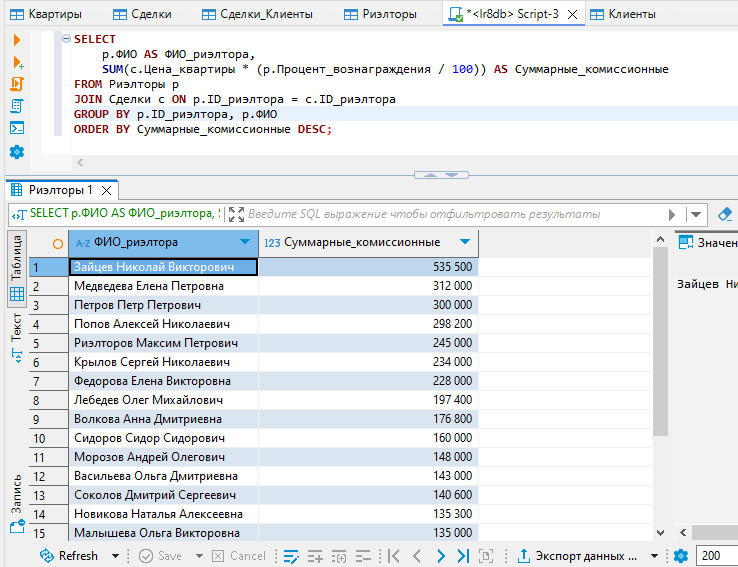 Квартиры Сделки Сделки_Клиенты Риэлторы *<lr8db> Script-3 Клиенты
SELECT
р.ФИО AS ФИО_риэлтора,
SUM(с.Цена_квартиры * (р.Процент_вознаграждения / 100)) AS Суммарные_комиссионные
FROM Риэлторы р
JOIN Сделки с ON р.ID_риэлтора = с.ID_риэлтора
GROUP BY р.ID_риэлтора, р.ФИО
ORDER BY Суммарные_комиссионные DESC;
Риэлторы 1
SELECT р.ФИО AS ФИО_риэлтора, S Введите SQL выражение чтобы отфильтровать результаты
Таблица
Текст
Запись
A-Z ФИО_риэлтора 123 Суммарные_комиссионные
1 Зайцев Николай Викторович 535 500
2 Медведева Елена Петровна 312 000
3 Петров Петр Петрович 300 000
4 Попов Алексей Николаевич 298 200
5 Риэлторов Максим Петрович 245 000
6 Крылов Сергей Николаевич 234 000
7 Федорова Елена Викторовна 228 000
8 Лебедев Олег Михайлович 197 400
9 Волкова Анна Дмитриевна 176 800
10 Сидоров Сидор Сидорович 160 000
11 Морозов Андрей Олегович 148 000
12 Васильева Ольга Дмитриевна 143 000
13 Соколов Дмитрий Сергеевич 140 600
14 Новикова Наталья Алексеевна 135 300
15 Малышева Ольга Викторовна 135 000
Значен
Зайцев Ни
Refresh Save Cancel Экспорт данных ... 200